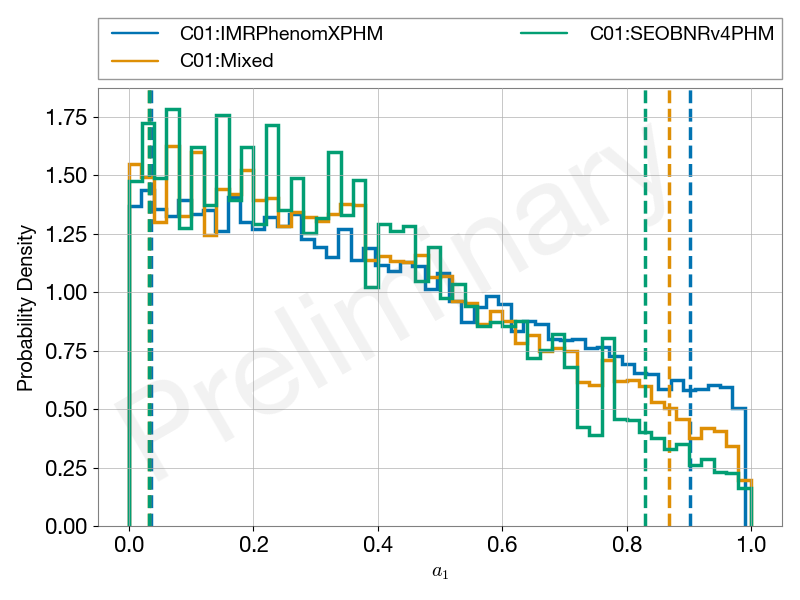 C01:IMRPhenomXPHM
C01:Mixed
C01:SEOBNRv4PHM
1.75
1.50
1.25
1.00
0.75
0.50
0.25
0.00
Probability Density
Preliminary
0.0 0.2 0.4 0.6 0.8 1.0
a₁